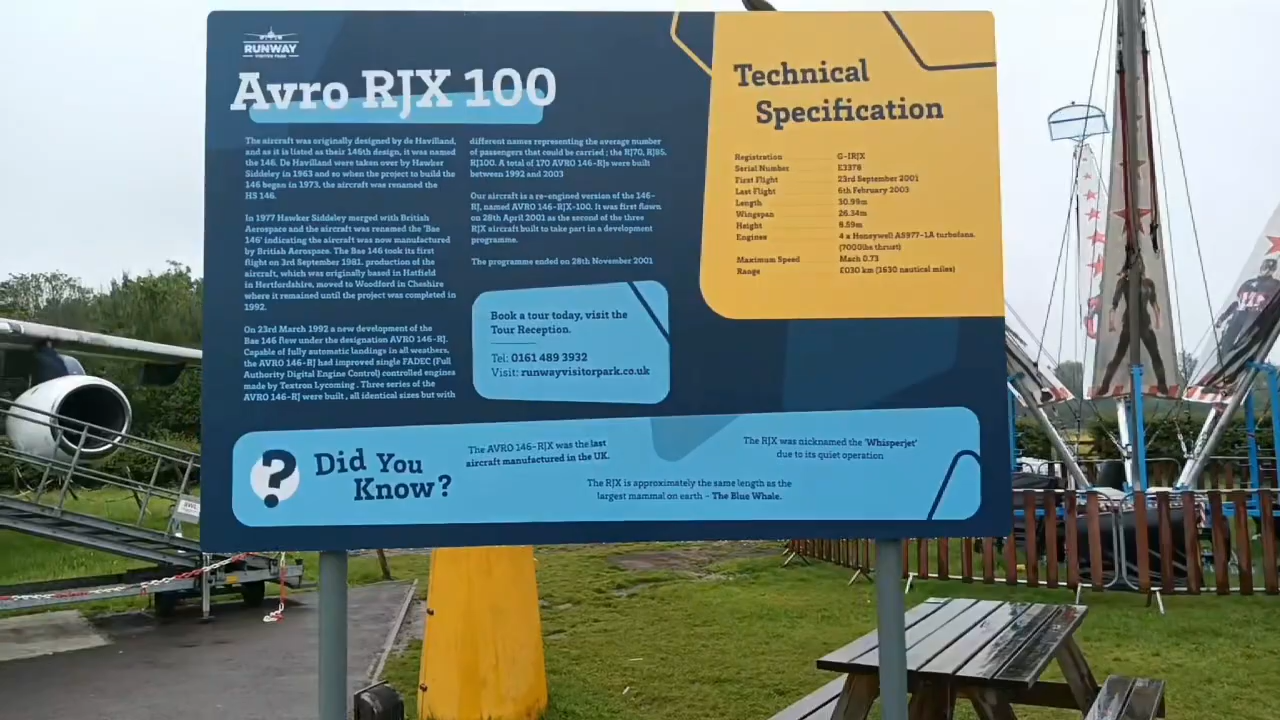 RUNWAY
VISITOR PARK
Avro RJX 100
The aircraft was originally designed by de Havilland,
and as it is listed as their 146th design, it was named
the 146. De Havilland were taken over by Hawker
Siddeley in 1963 and so when the project to build the
146 began in 1973, the aircraft was renamed the
HS 146.
In 1977 Hawker Siddeley merged with British
Aerospace and the aircraft was renamed the 'Bae
146' indicating the aircraft was now manufactured
by British Aerospace. The Bae 146 took its first
flight on 3rd September 1981, production of the
aircraft, which was originally based in Hatfield
in Hertfordshire, moved to Woodford in Cheshire
where it remained until the project was completed in
1992.
On 23rd March 1992 a new development of the
Bae 146 flew under the designation AVRO 146-RJ.
Capable of fully automatic landings in all weathers,
the AVRO 146-RJ had improved single FADEC (Full
Authority Digital Engine Control) controlled engines
made by Textron Lycoming. Three series of the
AVRO 146-RJ were built, all identical sizes but with
different names representing the average number
of passengers that could be carried; the RJ70, RJ85,
RJ100. A total of 170 AVRO 146-RJs were built
between 1992 and 2003
Our aircraft is a re-engined version of the 146-
RJ, named AVRO 146-RJX-100. It was first flown
on 28th April 2001 as the second of the three
RJX aircraft built to take part in a development
programme.
The programme ended on 28th November 2001
Book a tour today, visit the
Tour Reception.
Tel: 0161 489 3932
Visit: runwayvisitorpark.co.uk
Technical
Specification
Registration G-IRJX
Serial Number E3378
First Flight 23rd September 2001
Last Flight 6th February 2003
Length 30.99m
Wingspan 26.34m
Height 8.59m
Engines 4 x Honeywell AS977-1A turbofans.
(7000lbs thrust)
Maximum Speed Mach 0.73
Range £030 km (1630 nautical miles)
?
Did You
Know?
The AVRO 146-RJX was the last
aircraft manufactured in the UK.
The RJX was nicknamed the 'Whisperjet'
due to its quiet operation
The RJX is approximately the same length as the
largest mammal on earth - The Blue Whale.